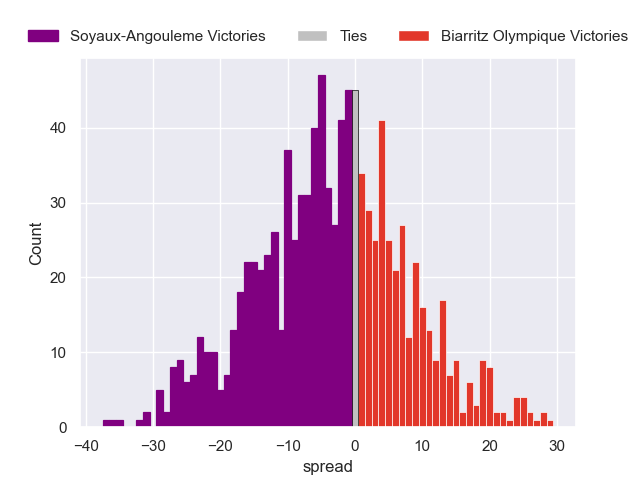 Soyaux-Angouleme Victories Ties Biarritz Olympique Victories
40
30
20
10
0
Count
−40 −30 −20 −10 0 10 20 30
spread